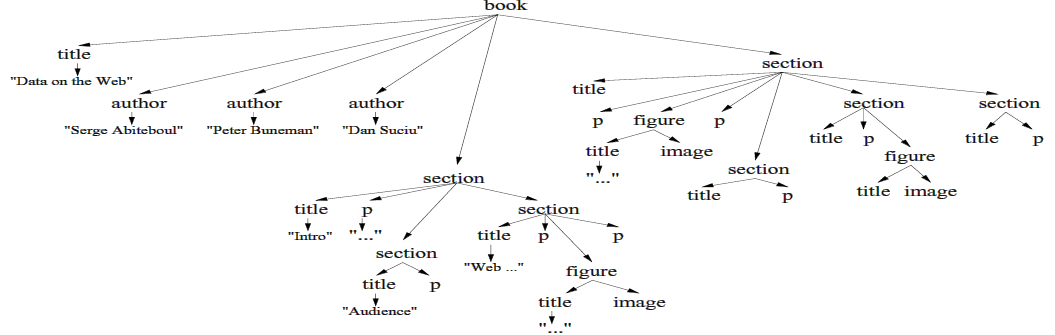 book
title
"Data on the Web"
author
"Serge Abiteboul"
author
"Peter Buneman"
author
"Dan Suciu"
section
title
"Intro"
p
"..."
section
title
"Audience"
p
section
title
"Web ..."
p
figure
title
"..."
image
p
section
title
p
figure
title
"..."
image
p
section
title
p
section
title
p
figure
title
image
section
title
p